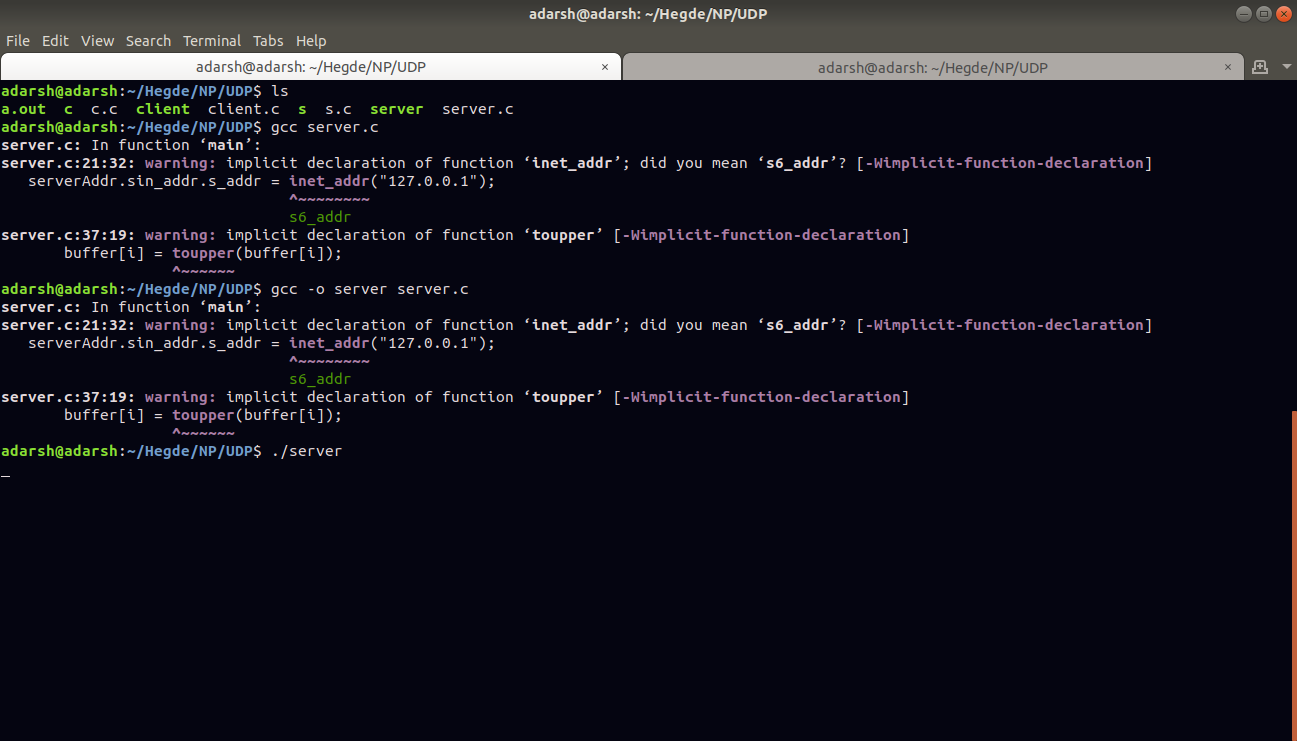 adarsh@adarsh: ~/Hegde/NP/UDP
File Edit View Search Terminal Tabs Help
adarsh@adarsh: ~/Hegde/NP/UDP × adarsh@adarsh: ~/Hegde/NP/UDP ×
adarsh@adarsh:~/Hegde/NP/UDP$ ls
a.out  c  c.c  client  client.c  s  s.c  server  server.c
adarsh@adarsh:~/Hegde/NP/UDP$ gcc server.c
server.c: In function ‘main’:
server.c:21:32: warning: implicit declaration of function ‘inet_addr’; did you mean ‘s6_addr’? [-Wimplicit-function-declaration]
   serverAddr.sin_addr.s_addr = inet_addr("127.0.0.1");
                                ^~~~~~~~~
                                s6_addr
server.c:37:19: warning: implicit declaration of function ‘toupper’ [-Wimplicit-function-declaration]
       buffer[i] = toupper(buffer[i]);
                   ^~~~~~~
adarsh@adarsh:~/Hegde/NP/UDP$ gcc -o server server.c
server.c: In function ‘main’:
server.c:21:32: warning: implicit declaration of function ‘inet_addr’; did you mean ‘s6_addr’? [-Wimplicit-function-declaration]
   serverAddr.sin_addr.s_addr = inet_addr("127.0.0.1");
                                ^~~~~~~~~
                                s6_addr
server.c:37:19: warning: implicit declaration of function ‘toupper’ [-Wimplicit-function-declaration]
       buffer[i] = toupper(buffer[i]);
                   ^~~~~~~
adarsh@adarsh:~/Hegde/NP/UDP$ ./server